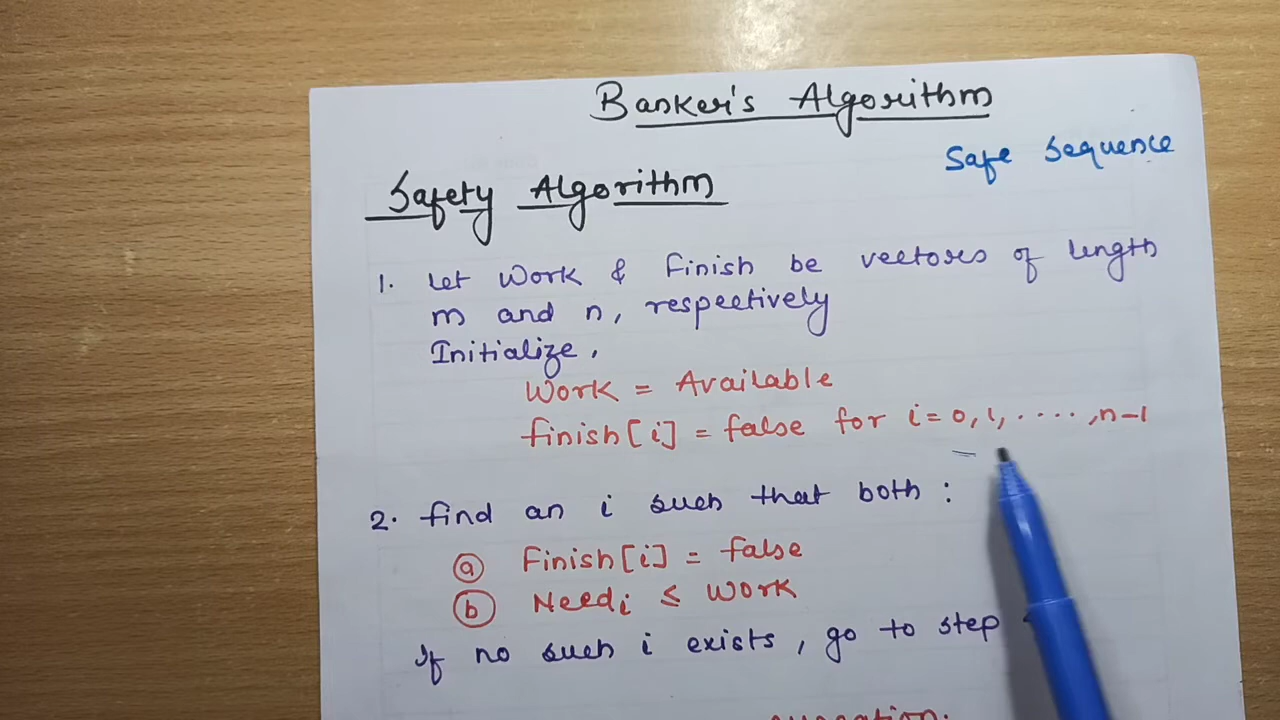 Banker's Algorithm
Safe Sequence
Safety Algorithm
1. Let Work & Finish be vectores of length
m and n, respectively
Initialize,
Work = Available
finish[i] = false for i=0,1,.....,n-1
2. find an i such that both :
(a) Finish[i] = false
(b) Needi ≤ Work
If no such i exists, go to step